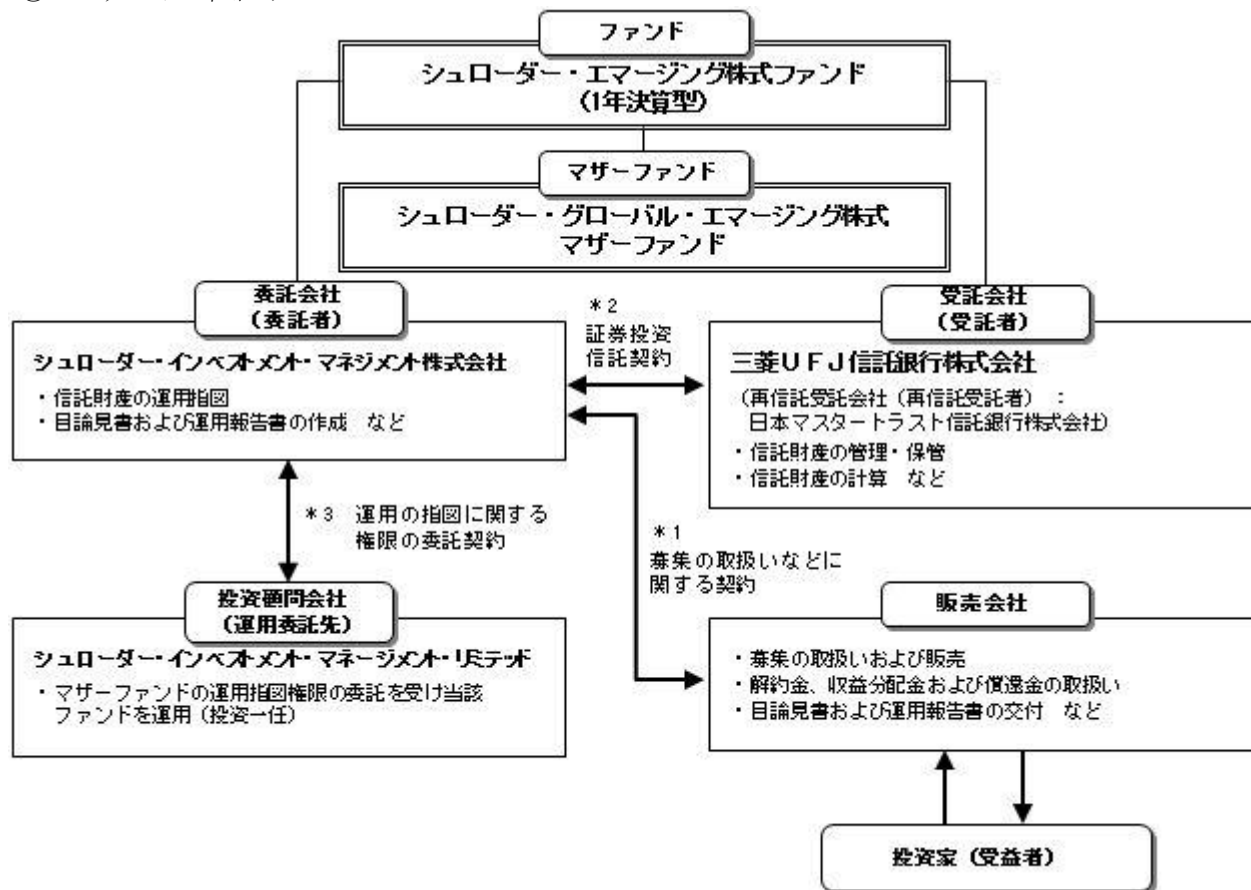 ファンド
シュローダー・エマージング株式ファンド
(1年決算型)
マザーファンド
シュローダー・グローバル・エマージング株式
マザーファンド
委託会社
(委託者)
シュローダー・インベストメント・マネジメント株式会社
・信託財産の運用指図
・目論見書および運用報告書の作成 など
*2
証券投資
信託契約
受託会社
(受託者)
三菱UFJ信託銀行株式会社
(再信託受託会社(再信託受託者) :
日本マスタートラスト信託銀行株式会社)
・信託財産の管理・保管
・信託財産の計算 など
*3 運用の指図に関する
権限の委託契約
*1
募集の取扱いなどに
関する契約
投資顧問会社
(運用委託先)
シュローダー・インベストメント・マネージメント・リミテッド
・マザーファンドの運用指図権限の委託を受け当該
ファンドを運用(投資一任)
販売会社
・募集の取扱いおよび販売
・解約金、収益分配金および償還金の取扱い
・目論見書および運用報告書の交付 など
投資家(受益者)